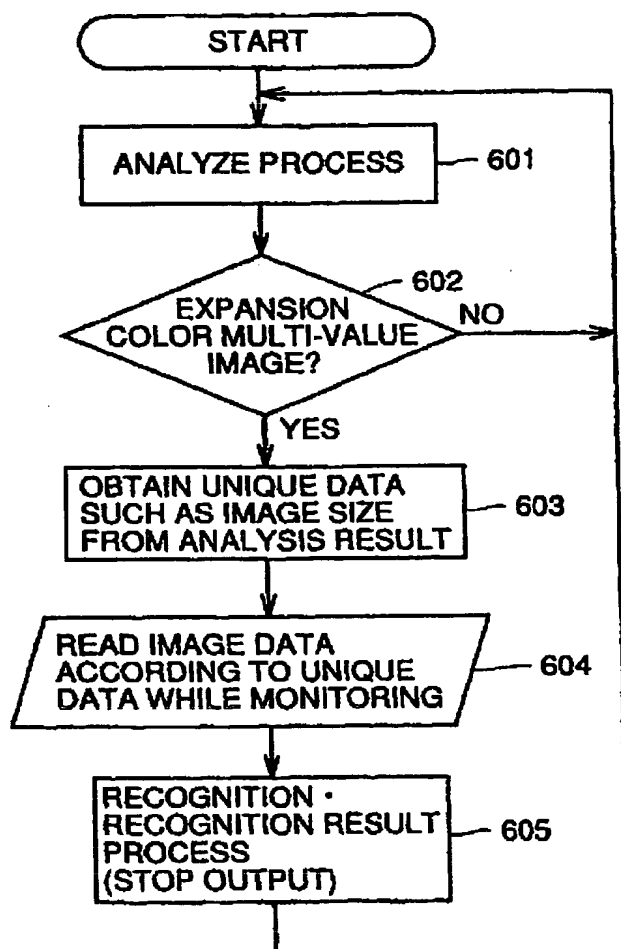 START
ANALYZE PROCESS
601
602
EXPANSION
COLOR MULTI-VALUE
IMAGE?
NO
YES
OBTAIN UNIQUE DATA
SUCH AS IMAGE SIZE
FROM ANALYSIS RESULT
603
READ IMAGE DATA
ACCORDING TO UNIQUE
DATA WHILE MONITORING
604
RECOGNITION ·
RECOGNITION RESULT
PROCESS
(STOP OUTPUT)
605